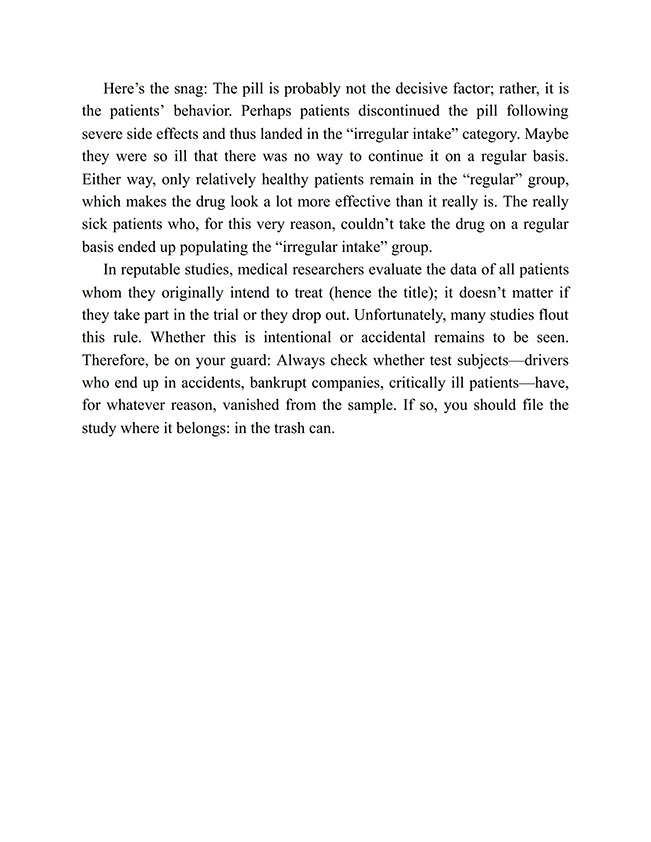 Here’s the snag: The pill is probably not the decisive factor; rather, it is
the patients’ behavior. Perhaps patients discontinued the pill following
severe side effects and thus landed in the “irregular intake” category. Maybe
they were so ill that there was no way to continue it on a regular basis.
Either way, only relatively healthy patients remain in the “regular” group,
which makes the drug look a lot more effective than it really is. The really
sick patients who, for this very reason, couldn’t take the drug on a regular
basis ended up populating the “irregular intake” group.
In reputable studies, medical researchers evaluate the data of all patients
whom they originally intend to treat (hence the title); it doesn’t matter if
they take part in the trial or they drop out. Unfortunately, many studies flout
this rule. Whether this is intentional or accidental remains to be seen.
Therefore, be on your guard: Always check whether test subjects—drivers
who end up in accidents, bankrupt companies, critically ill patients—have,
for whatever reason, vanished from the sample. If so, you should file the
study where it belongs: in the trash can.